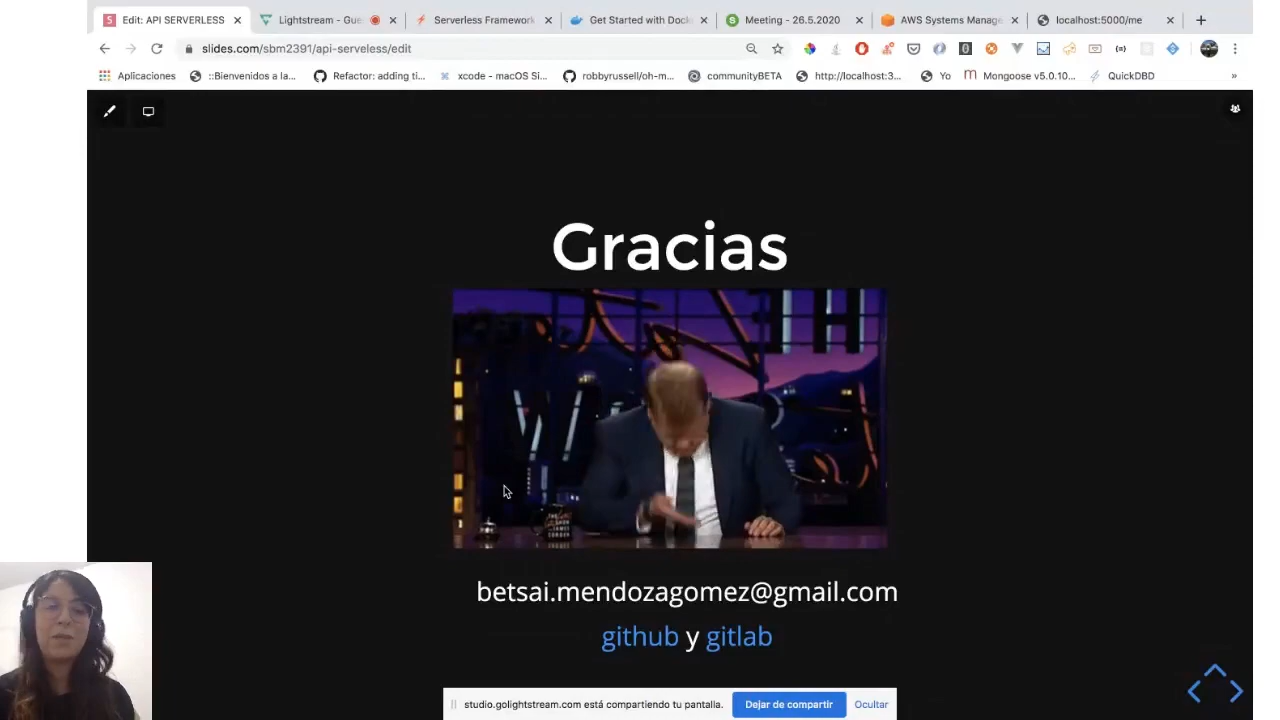 Edit: API SERVERLESS
Lightstream - Gue
Serverless Framework
Get Started with Dock
Meeting - 26.5.2020
AWS Systems Manage
localhost:5000/me
slides.com/sbm2391/api-serveless/edit
Aplicaciones
::Bienvenidos a la...
Refactor: adding ti...
xcode - macOS Si...
robbyrussell/oh-m...
communityBETA
http://localhost:3...
Yo
Mongoose v5.0.10...
QuickDBD
»
Gracias
betsai.mendozagomez@gmail.com
github y gitlab
studio.golightstream.com está compartiendo tu pantalla.
Dejar de compartir
Ocultar